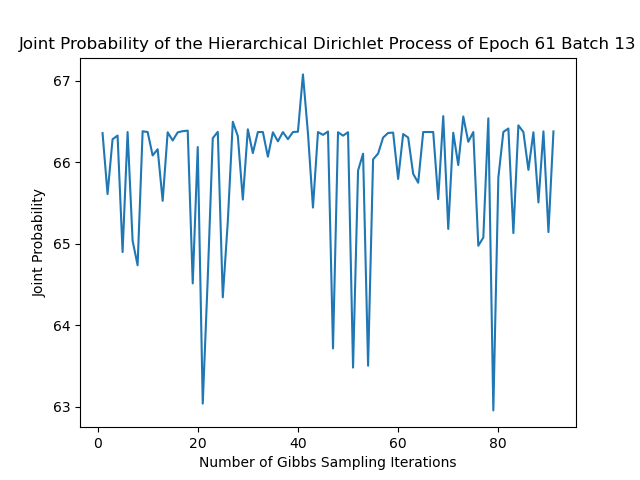 Joint Probability of the Hierarchical Dirichlet Process of Epoch 61 Batch 13
67
66
65
64
63
Joint Probability
0 20 40 60 80
Number of Gibbs Sampling Iterations